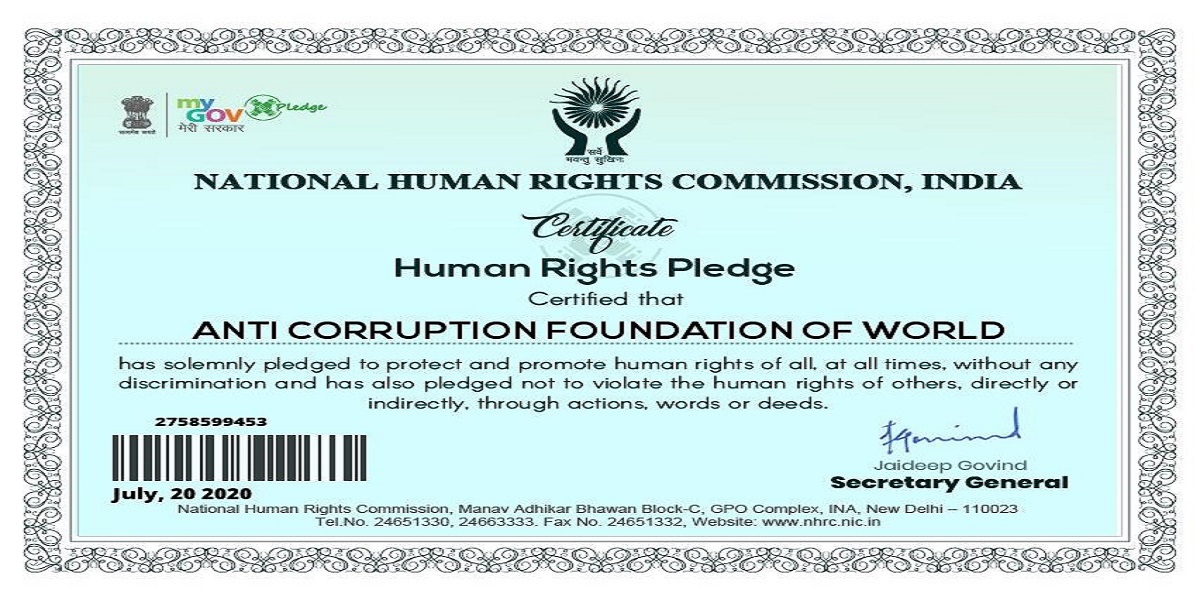 my
GOV
Pledge
मेरी सरकार
सत्यमेव जयते
सर्वे
भवन्तु सुखिनः
NATIONAL HUMAN RIGHTS COMMISSION, INDIA
Certificate
Human Rights Pledge
Certified that
ANTI CORRUPTION FOUNDATION OF WORLD
has solemnly pledged to protect and promote human rights of all, at all times, without any
discrimination and has also pledged not to violate the human rights of others, directly or
indirectly, through actions, words or deeds.
2758599453
July, 20 2020
Jaideep Govind
Secretary General
National Human Rights Commission, Manav Adhikar Bhawan Block-C, GPO Complex, INA, New Delhi – 110023
Tel.No. 24651330, 24663333. Fax No. 24651332, Website: www.nhrc.nic.in